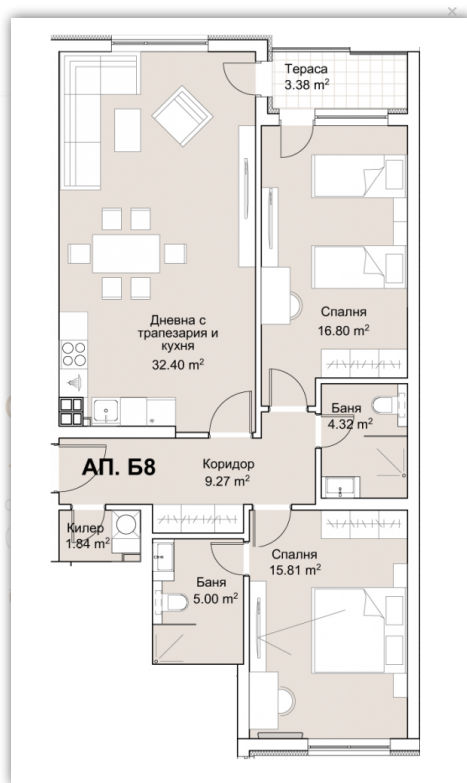 Тераса
3.38 m²
Спалня
16.80 m²
Дневна с
трапезария и
кухня
32.40 m²
Баня
4.32 m²
АП. Б8
Коридор
9.27 m²
Килер
1.84 m²
Спалня
15.81 m²
Баня
5.00 m²